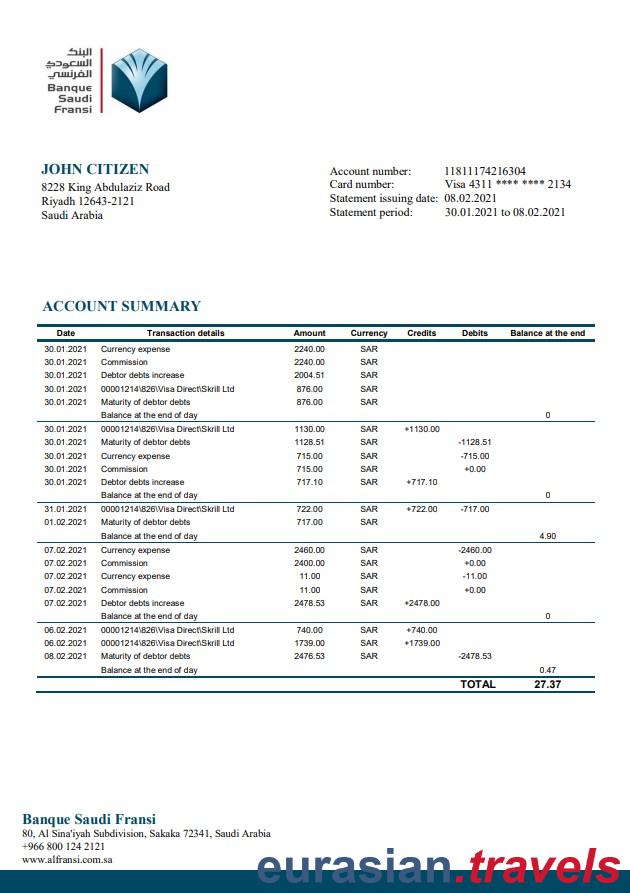 البنك
السعودي
الفرنسي
Banque
Saudi
Fransi
JOHN CITIZEN
8228 King Abdulaziz Road
Riyadh 12643-2121
Saudi Arabia
Account number: 11811174216304
Card number: Visa 4311 **** **** 2134
Statement issuing date: 08.02.2021
Statement period: 30.01.2021 to 08.02.2021
ACCOUNT SUMMARY
Date Transaction details Amount Currency Credits Debits Balance at the end
30.01.2021 Currency expense 2240.00 SAR
30.01.2021 Commission 2240.00 SAR
30.01.2021 Debtor debts increase 2004.51 SAR
30.01.2021 00001214\826\Visa Direct\Skrill Ltd 876.00 SAR
30.01.2021 Maturity of debtor debts 876.00 SAR
Balance at the end of day 0
30.01.2021 00001214\826\Visa Direct\Skrill Ltd 1130.00 SAR +1130.00
30.01.2021 Maturity of debtor debts 1128.51 SAR -1128.51
30.01.2021 Currency expense 715.00 SAR -715.00
30.01.2021 Commission 715.00 SAR +0.00
30.01.2021 Debtor debts increase 717.10 SAR +717.10
Balance at the end of day 0
31.01.2021 00001214\826\Visa Direct\Skrill Ltd 722.00 SAR +722.00 -717.00
01.02.2021 Maturity of debtor debts 717.00 SAR
Balance at the end of day 4.90
07.02.2021 Currency expense 2460.00 SAR -2460.00
07.02.2021 Commission 2400.00 SAR +0.00
07.02.2021 Currency expense 11.00 SAR -11.00
07.02.2021 Commission 11.00 SAR +0.00
07.02.2021 Debtor debts increase 2478.53 SAR +2478.00
Balance at the end of day 0
06.02.2021 00001214\826\Visa Direct\Skrill Ltd 740.00 SAR +740.00
06.02.2021 00001214\826\Visa Direct\Skrill Ltd 1739.00 SAR +1739.00
08.02.2021 Maturity of debtor debts 2476.53 SAR -2478.53
Balance at the end of day 0.47
TOTAL 27.37
Banque Saudi Fransi
80, Al Sina'iyah Subdivision, Sakaka 72341, Saudi Arabia
+966 800 124 2121
www.alfransi.com.sa
eurasian.travels